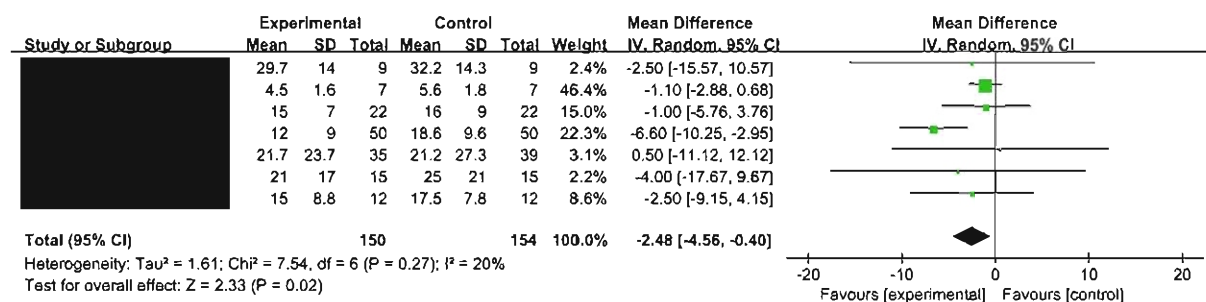 Experimental Control Mean Difference Mean Difference
Study or Subgroup Mean SD Total Mean SD Total Weight IV, Random, 95% CI IV, Random, 95% CI
29.7 14 9 32.2 14.3 9 2.4% -2.50 [-15.57, 10.57]
4.5 1.6 7 5.6 1.8 7 46.4% -1.10 [-2.88, 0.68]
15 7 22 16 9 22 15.0% -1.00 [-5.76, 3.76]
12 9 50 18.6 9.6 50 22.3% -6.60 [-10.25, -2.95]
21.7 23.7 35 21.2 27.3 39 3.1% 0.50 [-11.12, 12.12]
21 17 15 25 21 15 2.2% -4.00 [-17.67, 9.67]
15 8.8 12 17.5 7.8 12 8.6% -2.50 [-9.15, 4.15]
Total (95% CI) 150 154 100.0% -2.48 [-4.56, -0.40]
Heterogeneity: Tau² = 1.61; Chi² = 7.54, df = 6 (P = 0.27); I² = 20%
Test for overall effect: Z = 2.33 (P = 0.02)
-20 -10 0 10 20
Favours [experimental] Favours [control]